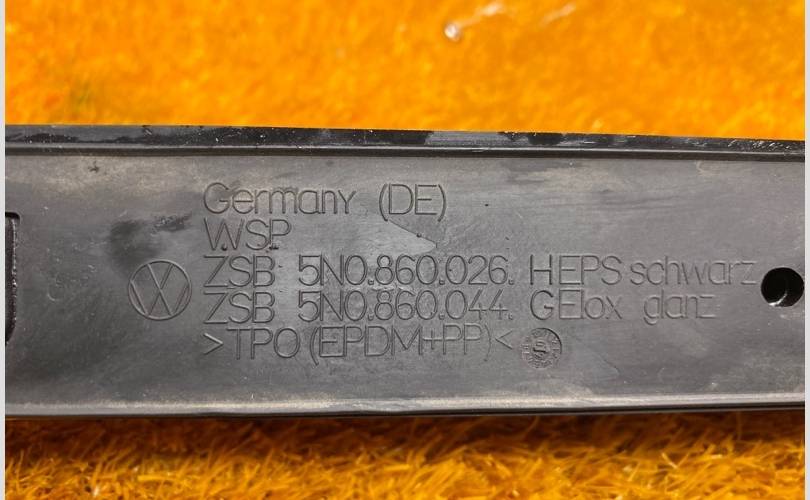 Germany (DE)
WSP
ZSB 5N0.860.026. HEPS schwarz
ZSB 5N0.860.044. GElox glanz
>TPO(EPDM+PP)<